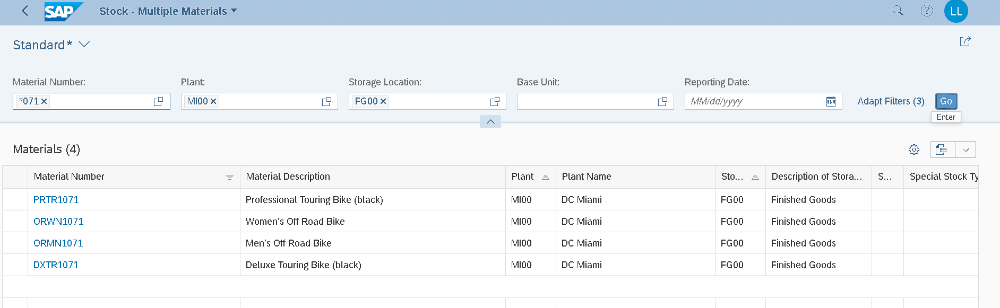 SAP Stock - Multiple Materials LL
Standard*
Material Number: Plant: Storage Location: Base Unit: Reporting Date:
*071 MI00 FG00 MM/dd/yyyy Adapt Filters (3) Go
Enter
Materials (4)
Material Number Material Description Plant Plant Name Sto... Description of Stora... S... Special Stock Ty
PRTR1071 Professional Touring Bike (black) MI00 DC Miami FG00 Finished Goods
ORWN1071 Women's Off Road Bike MI00 DC Miami FG00 Finished Goods
ORMN1071 Men's Off Road Bike MI00 DC Miami FG00 Finished Goods
DXTR1071 Deluxe Touring Bike (black) MI00 DC Miami FG00 Finished Goods